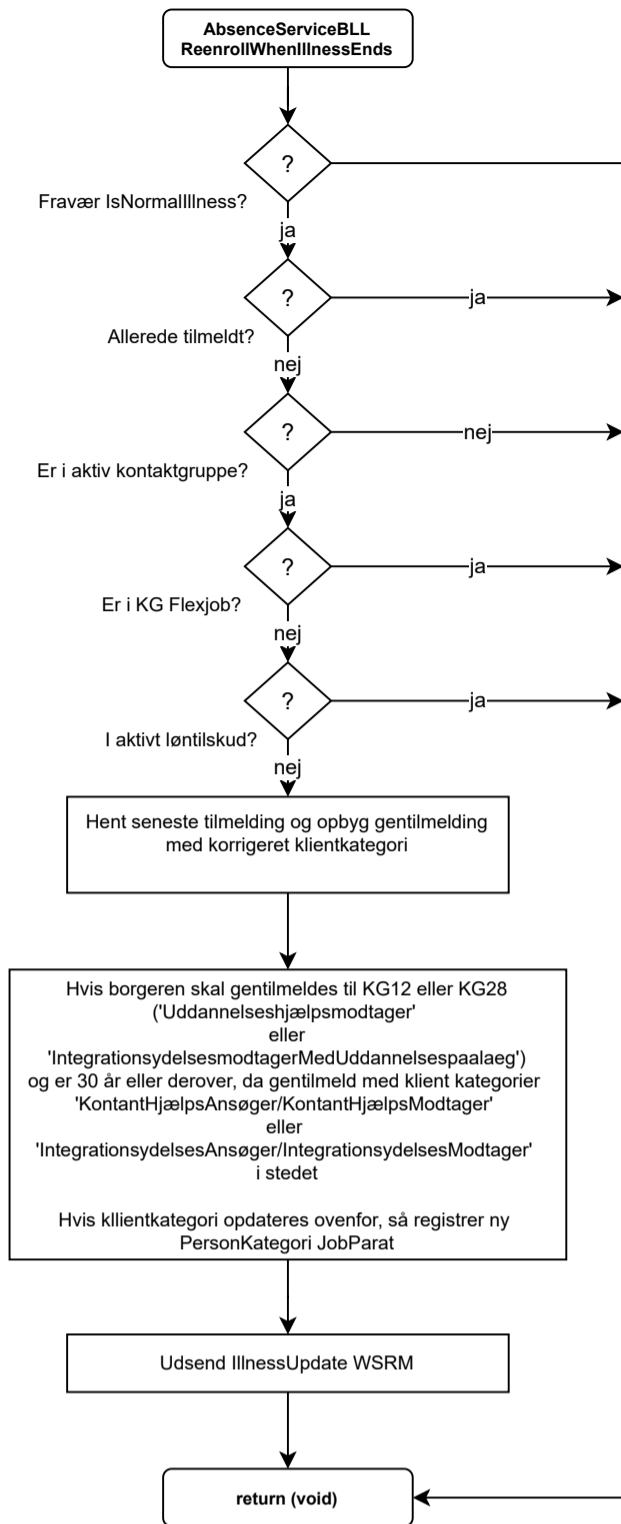 AbsenceServiceBLL
ReenrollWhenIllnessEnds
?
Fravær IsNormalIllness?
ja
?
ja
Allerede tilmeldt?
nej
?
nej
Er i aktiv kontaktgruppe?
ja
?
ja
Er i KG Flexjob?
nej
?
ja
I aktivt løntilskud?
nej
Hent seneste tilmelding og opbyg gentilmelding
med korrigeret klientkategori
Hvis borgeren skal gentilmeldes til KG12 eller KG28
('Uddannelseshjælpsmodtager'
eller
'IntegrationsydelsesmodtagerMedUddannelsespaalaeg')
og er 30 år eller derover, da gentilmeld med klient kategorier
'KontantHjælpsAnsøger/KontantHjælpsModtager'
eller
'IntegrationsydelsesAnsøger/IntegrationsydelsesModtager'
i stedet
Hvis kllientkategori opdateres ovenfor, så registrer ny
PersonKategori JobParat
Udsend IllnessUpdate WSRM
return (void)